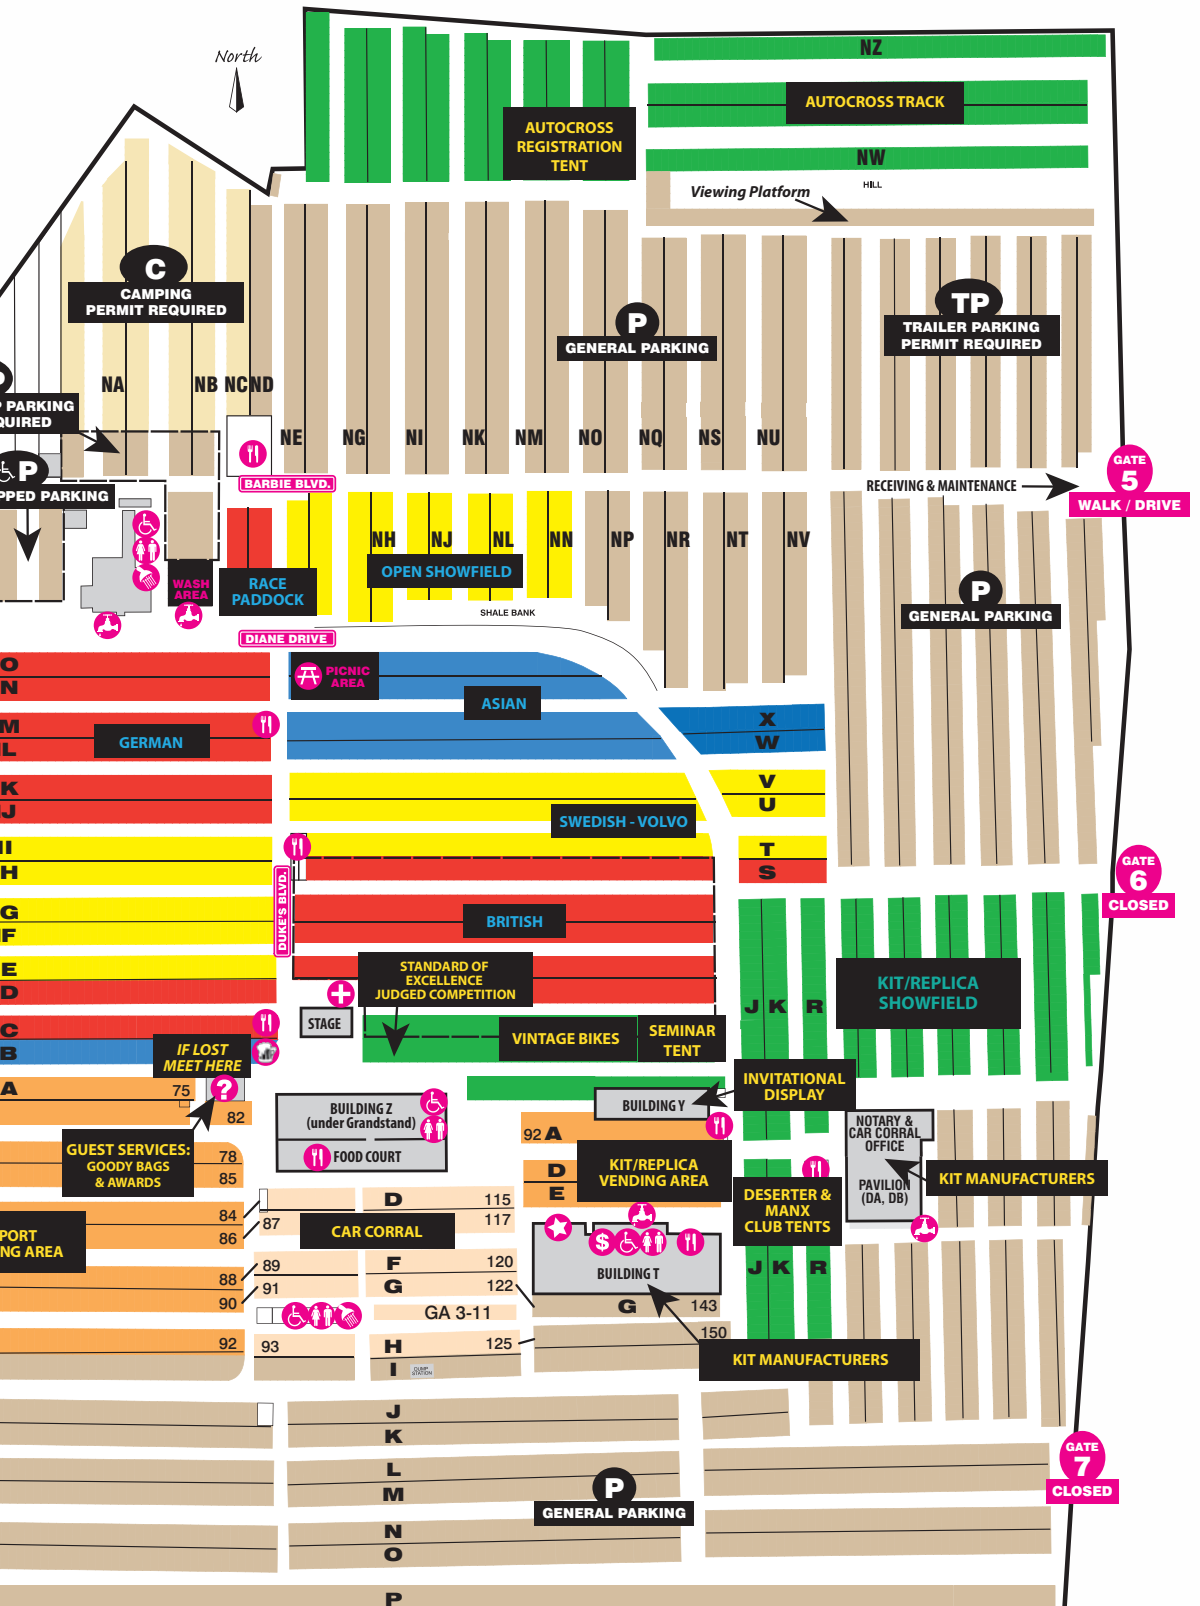 North
NZ
AUTOCROSS TRACK
AUTOCROSS
REGISTRATION
TENT
NW
HILL
Viewing Platform
C
CAMPING
PERMIT REQUIRED
P
GENERAL PARKING
TP
TRAILER PARKING
PERMIT REQUIRED
NA
NB
NC
ND
P PARKING
QUIRED
NE
NG
NI
NK
NM
NO
NQ
NS
NU
GATE
5
WALK / DRIVE
RECEIVING & MAINTENANCE
P
PPED PARKING
BARBIE BLVD.
NH
NJ
NL
NN
NP
NR
NT
NV
OPEN SHOWFIELD
RACE
PADDOCK
WASH
AREA
SHALE BANK
P
GENERAL PARKING
DIANE DRIVE
O
N
PICNIC
AREA
ASIAN
M
L
GERMAN
X
W
K
J
V
U
SWEDISH - VOLVO
I
H
T
S
DUKE'S BLVD.
GATE
6
CLOSED
G
F
BRITISH
E
D
STANDARD OF
EXCELLENCE
JUDGED COMPETITION
KIT/REPLICA
SHOWFIELD
J K R
C
B
STAGE
VINTAGE BIKES
SEMINAR
TENT
IF LOST
MEET HERE
A
75
?
82
INVITATIONAL
DISPLAY
BUILDING Z
(under Grandstand)
FOOD COURT
BUILDING Y
92 A
NOTARY &
CAR CORRAL
OFFICE
PAVILION
(DA, DB)
KIT MANUFACTURERS
GUEST SERVICES:
GOODY BAGS
& AWARDS
78
85
D
E
KIT/REPLICA
VENDING AREA
DESERTER &
MANX
CLUB TENTS
84
86
87
D
115
117
CAR CORRAL
PORT
NG AREA
88
90
89
91
F
G
120
122
$
BUILDING T
J K R
GA 3-11
G
143
92
93
H
I
125
150
DUMP
STATION
KIT MANUFACTURERS
J
K
L
M
P
GENERAL PARKING
GATE
7
CLOSED
N
O
P